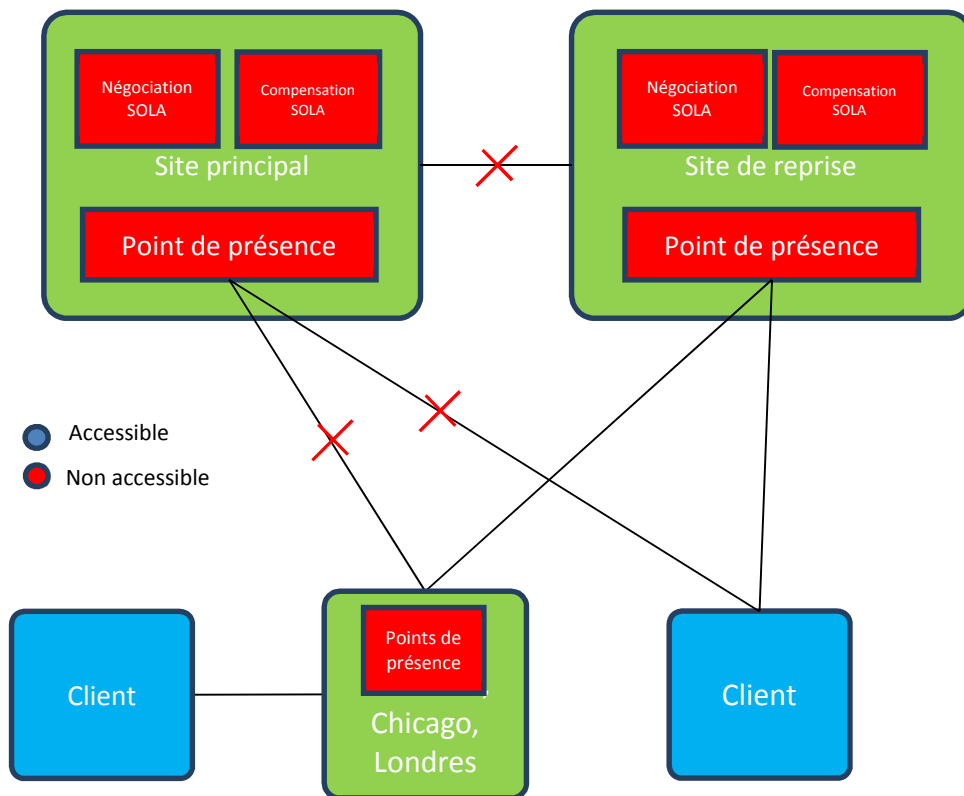 Négociation
SOLA
Compensation
SOLA
Site principal
Point de présence
Négociation
SOLA
Compensation
SOLA
Site de reprise
Point de présence
Accessible
Non accessible
Client
Points de
présence
,
Chicago,
Londres
Client